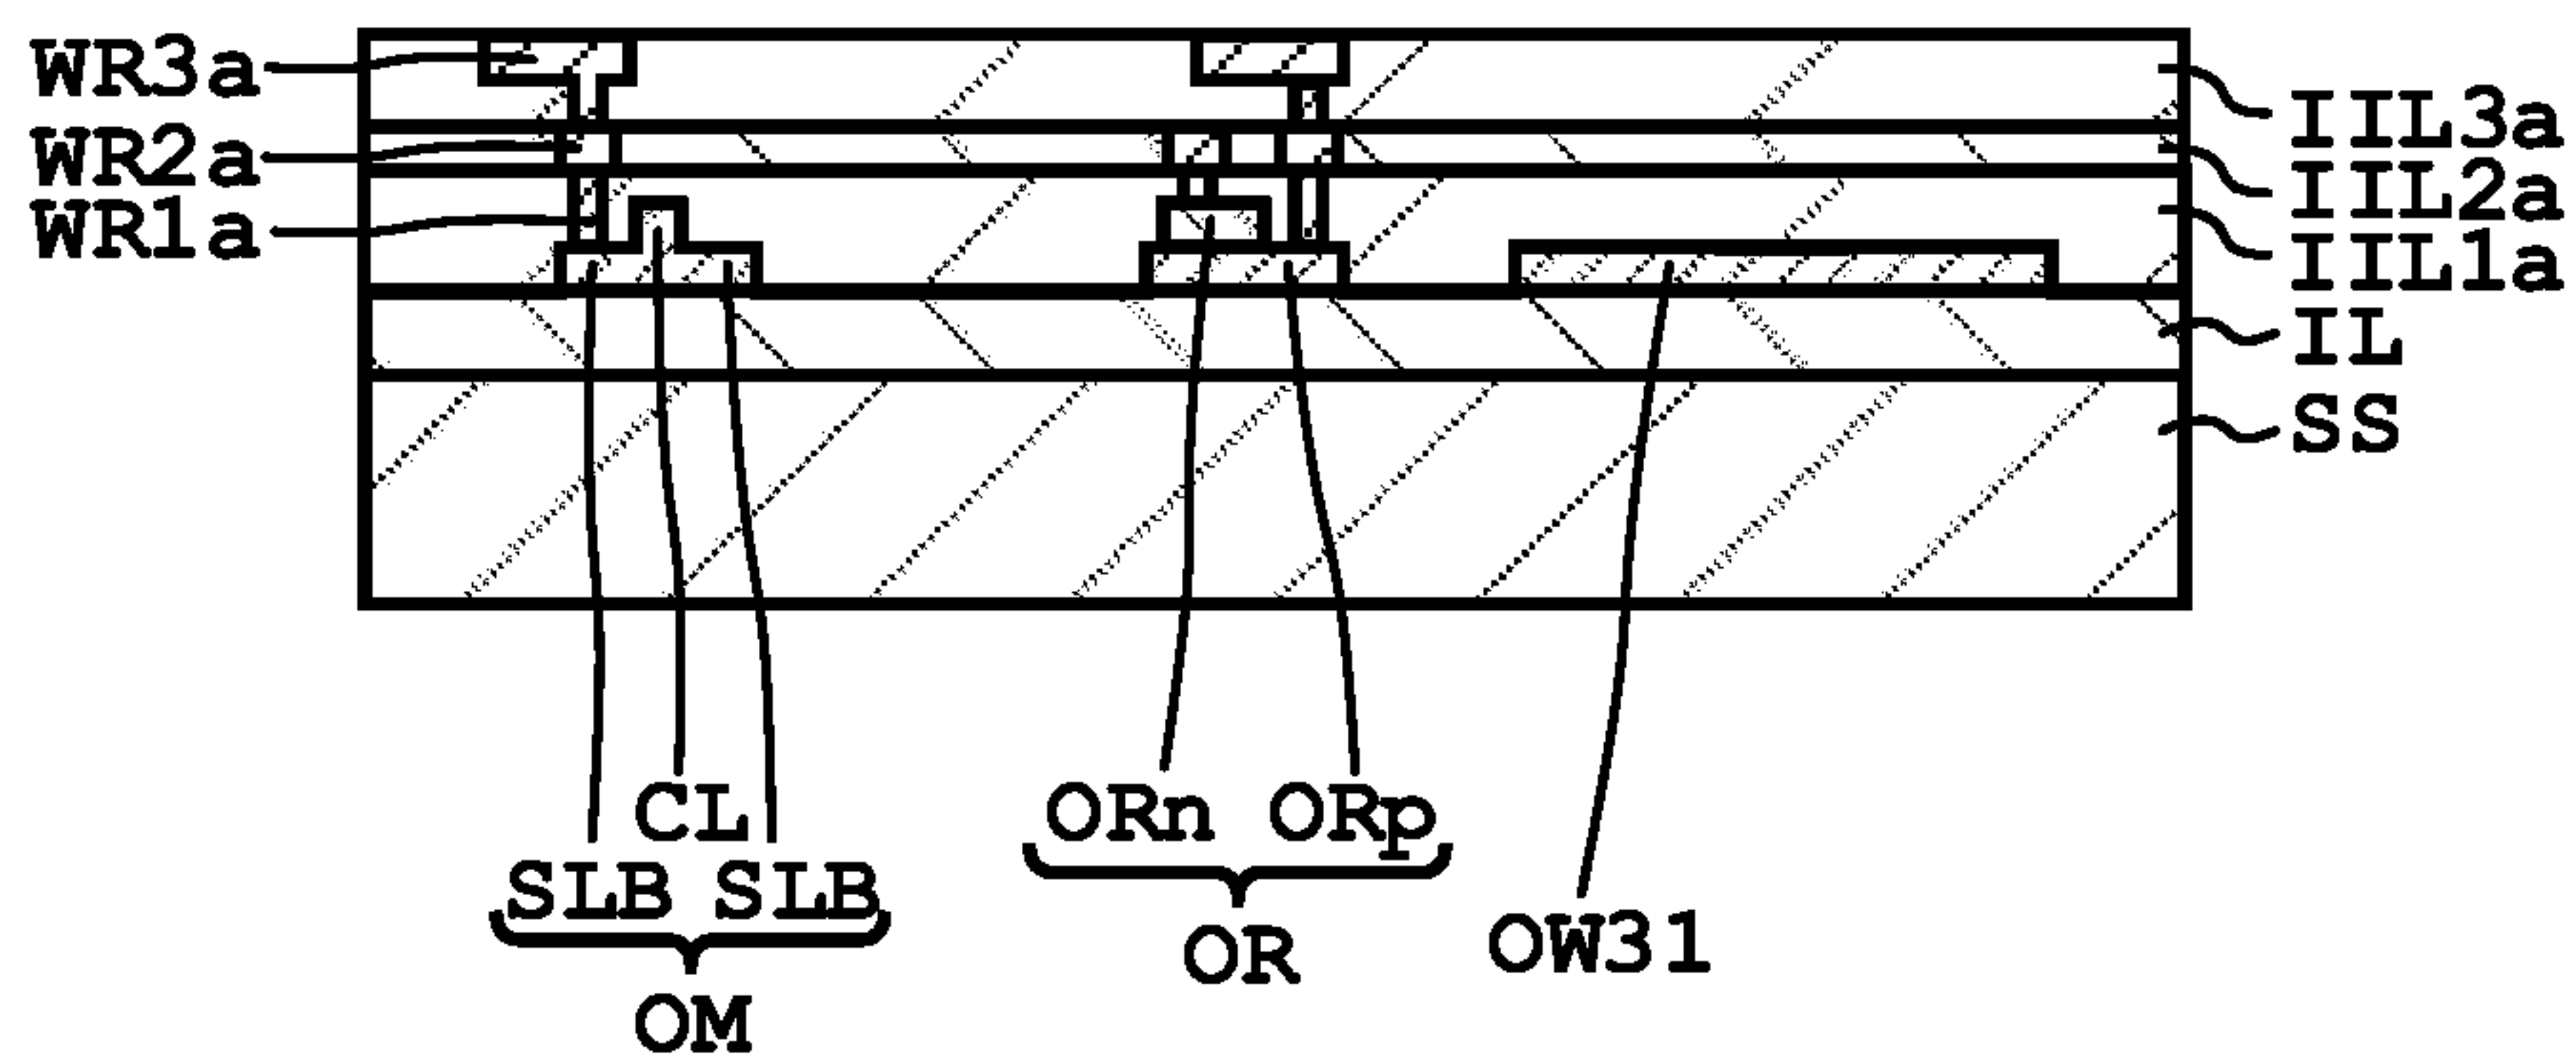 WR3a
WR2a
WR1a
IIL3a
IIL2a
IIL1a
IL
SS
CL
SLB SLB
OM
ORn ORp
OR
OW31